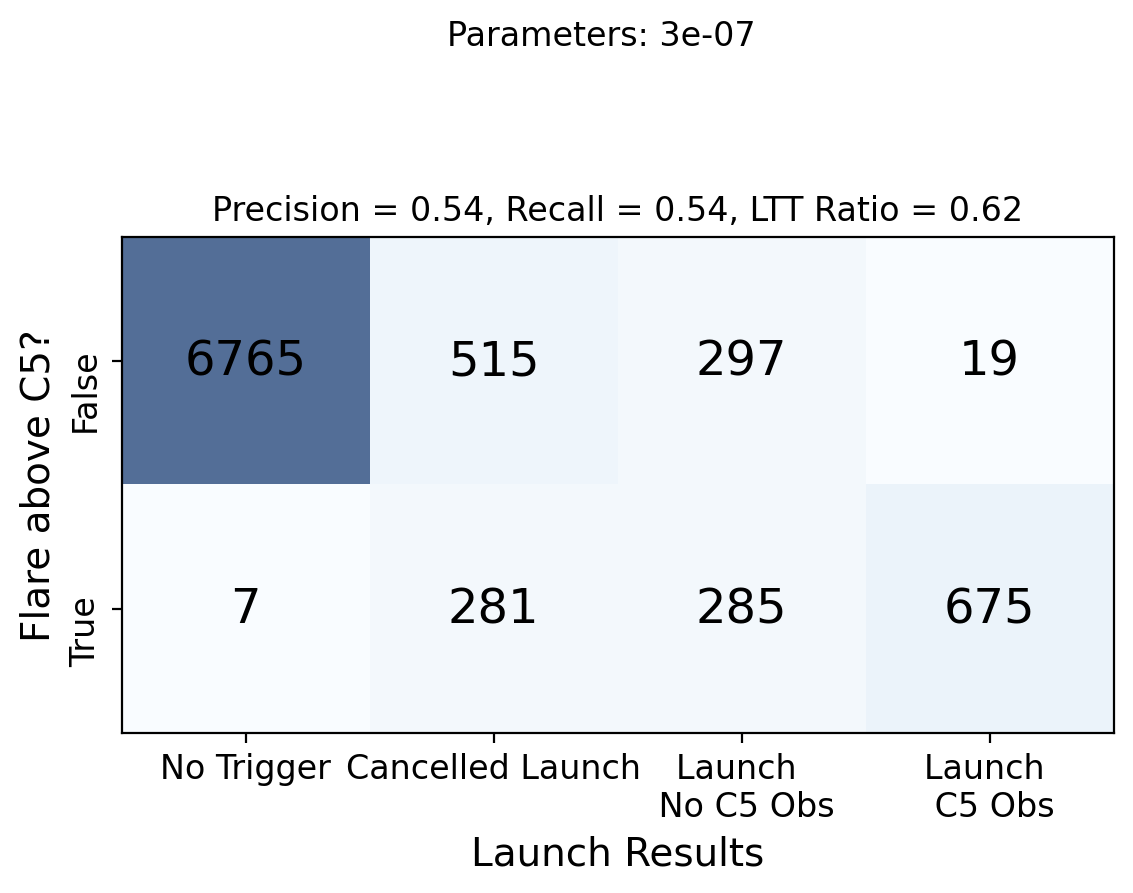 Parameters: 3e-07
Precision = 0.54, Recall = 0.54, LTT Ratio = 0.62
Flare above C5?
False
6765 515 297 19
True
7 281 285 675
No Trigger Cancelled Launch Launch Launch
No C5 Obs C5 Obs
Launch Results